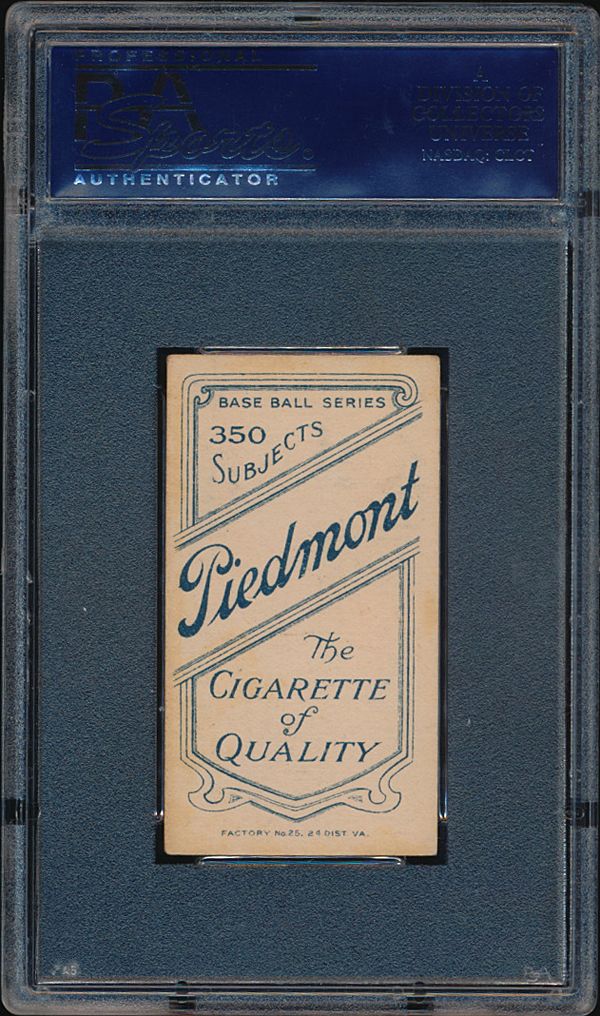 PROFESSIONAL
PSA
Sports.
AUTHENTICATOR
A
DIVISION OF
COLLECTORS
UNIVERSE
NASDAQ: CLCT
BASE BALL SERIES
350
SUBJECTS
Piedmont
The
CIGARETTE
of
QUALITY
FACTORY No. 25, 2d DIST. VA.
PSA